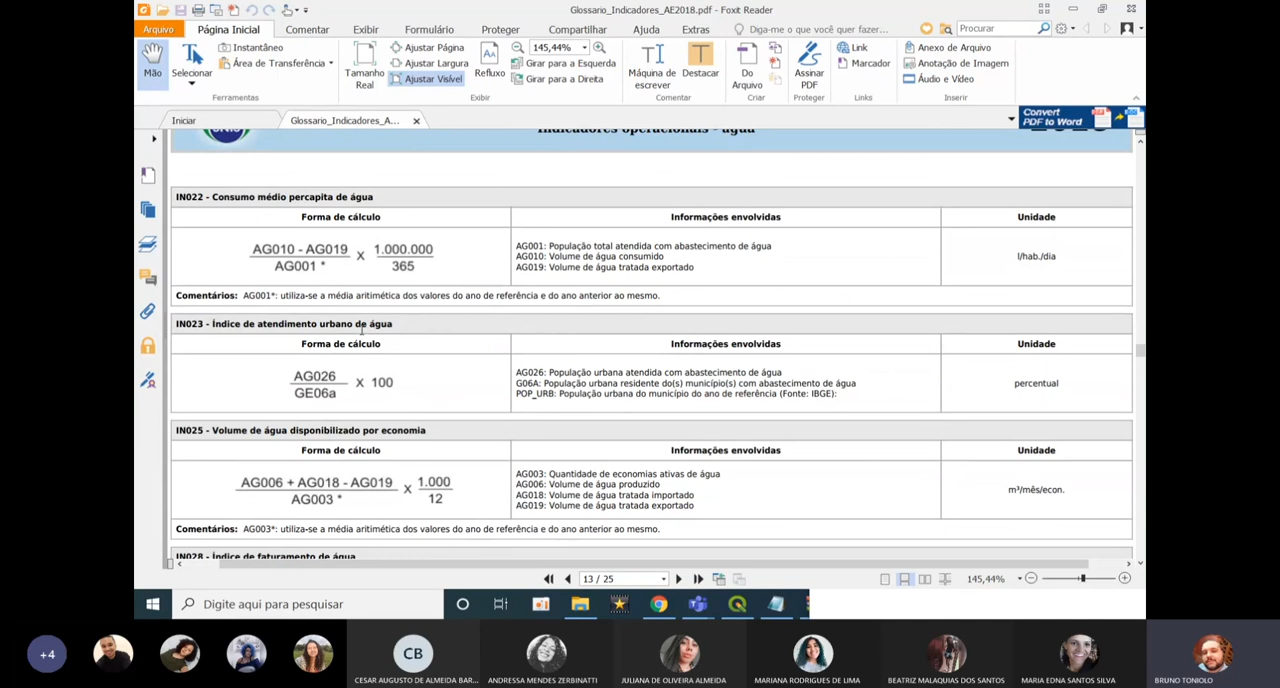 Glossario_Indicadores_AE2018.pdf - Foxit Reader
Arquivo Página Inicial Comentar Exibir Formulário Proteger Compartilhar Ajuda Extras Diga-me o que você quer fazer... Procurar
Mão
Selecionar
Instantâneo
Área de Transferência
Ferramentas
Tamanho Real
Ajustar Página
Ajustar Largura
Ajustar Visível
Refluxo
145,44%
Girar para a Esquerda
Girar para a Direita
Exibir
Máquina de escrever
Destacar
Comentar
Do Arquivo
Criar
Assinar PDF
Proteger
Link
Marcador
Links
Anexo de Arquivo
Anotação de Imagem
Áudio e Vídeo
Inserir
Iniciar Glossario_Indicadores_A...
Convert
PDF to Word
Indicadores operacionais - água
IN022 - Consumo médio percapita de água
Forma de cálculo Informações envolvidas Unidade
AG010 - AG019
AG001 *
X
1.000.000
365
AG001: População total atendida com abastecimento de água
AG010: Volume de água consumido
AG019: Volume de água tratada exportado
l/hab./dia
Comentários: AG001*: utiliza-se a média aritimética dos valores do ano de referência e do ano anterior ao mesmo.
IN023 - Índice de atendimento urbano de água
Forma de cálculo Informações envolvidas Unidade
AG026
GE06a
X 100
AG026: População urbana atendida com abastecimento de água
G06A: População urbana residente do(s) município(s) com abastecimento de água
POP_URB: População urbana do município do ano de referência (Fonte: IBGE):
percentual
IN025 - Volume de água disponibilizado por economia
Forma de cálculo Informações envolvidas Unidade
AG006 + AG018 - AG019
AG003 *
X
1.000
12
AG003: Quantidade de economias ativas de água
AG006: Volume de água produzido
AG018: Volume de água tratada importado
AG019: Volume de água tratada exportado
m³/mês/econ.
Comentários: AG003*: utiliza-se a média aritimética dos valores do ano de referência e do ano anterior ao mesmo.
IN028 - Índice de faturamento de água
13 / 25
145,44%
Digite aqui para pesquisar
+4
CB
CESAR AUGUSTO DE ALMEIDA BAR...
ANDRESSA MENDES ZERBINATTI
JULIANA DE OLIVEIRA ALMEIDA
MARIANA RODRIGUES DE LIMA
BEATRIZ MALAQUIAS DOS SANTOS
MARIA EDNA SANTOS SILVA
BRUNO TONIOLO